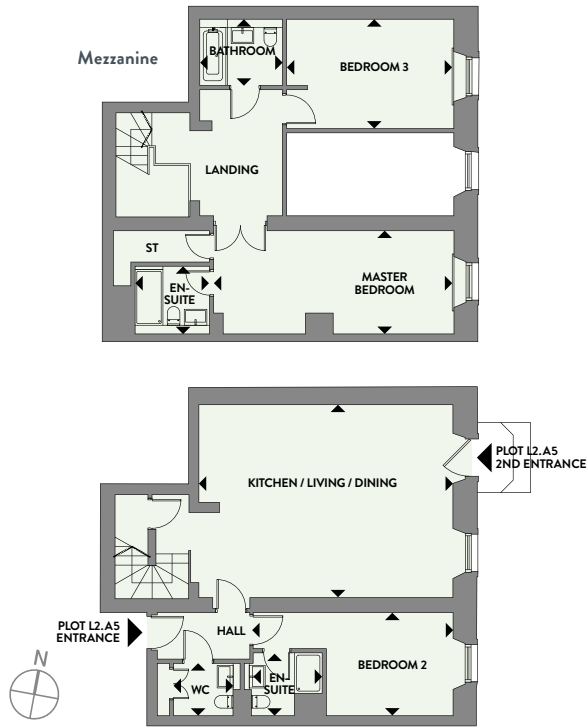 Mezzanine
BATHROOM
BEDROOM 3
LANDING
ST
EN-
SUITE
MASTER
BEDROOM
KITCHEN / LIVING / DINING
PLOT L2.A5
2ND ENTRANCE
PLOT L2.A5
ENTRANCE
HALL
WC
EN-
SUITE
BEDROOM 2
N